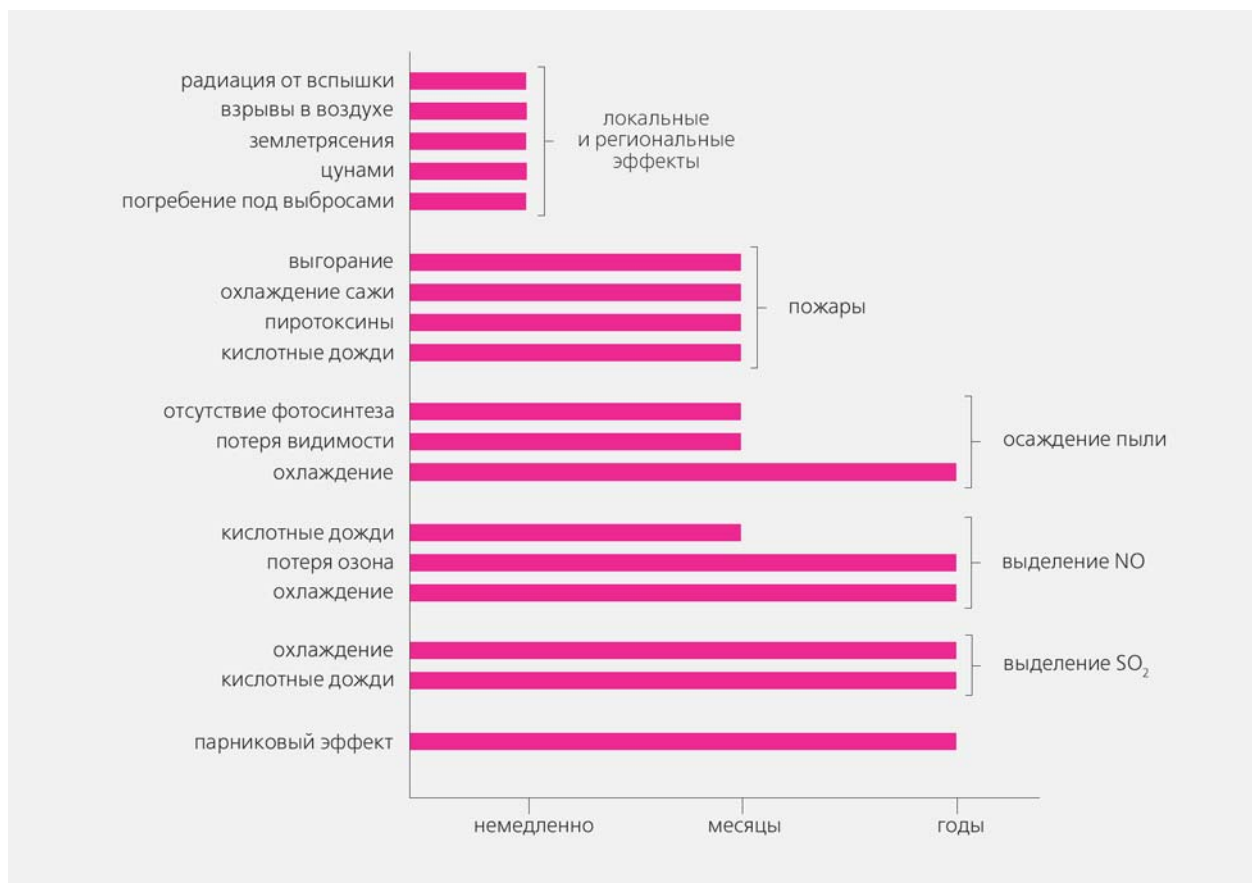 радиация от вспышки
взрывы в воздухе
землетрясения
цунами
погребение под выбросами
локальные
и региональные
эффекты
выгорание
охлаждение сажи
пиротоксины
кислотные дожди
пожары
отсутствие фотосинтеза
потеря видимости
охлаждение
осаждение пыли
кислотные дожди
потеря озона
охлаждение
выделение NO
охлаждение
кислотные дожди
выделение SO₂
парниковый эффект
немедленно
месяцы
годы